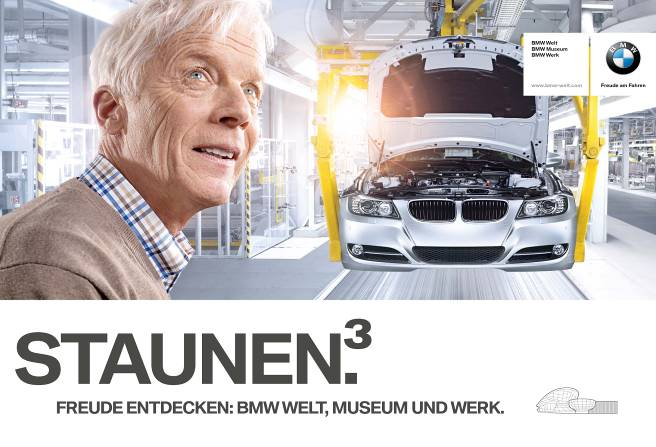 BMW Welt
BMW Museum
BMW Werk
www.bmw-welt.com
BMW
Freude am Fahren
STAUNEN.³
FREUDE ENTDECKEN: BMW WELT, MUSEUM UND WERK.